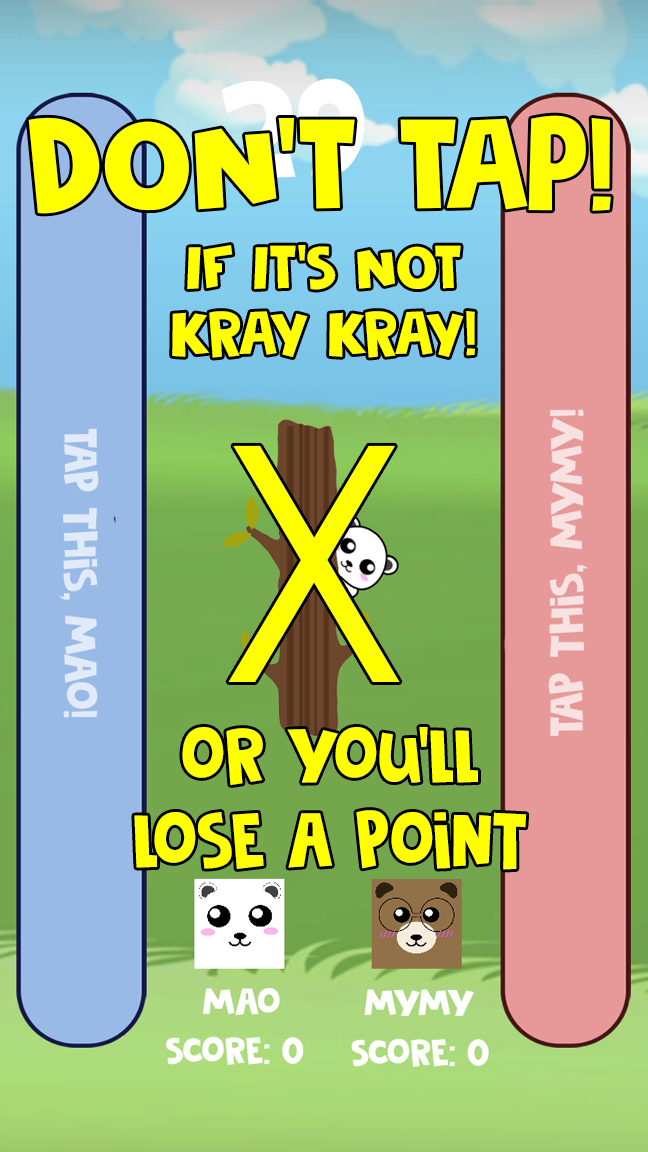 29
DON'T TAP!
IF IT'S NOT
KRAY KRAY!
TAP THiS, MAO!
TAP THiS, MYMY!
X
OR YOU'LL
LOSE A POiNT
MAO
MYMY
SCORE: 0
SCORE: 0